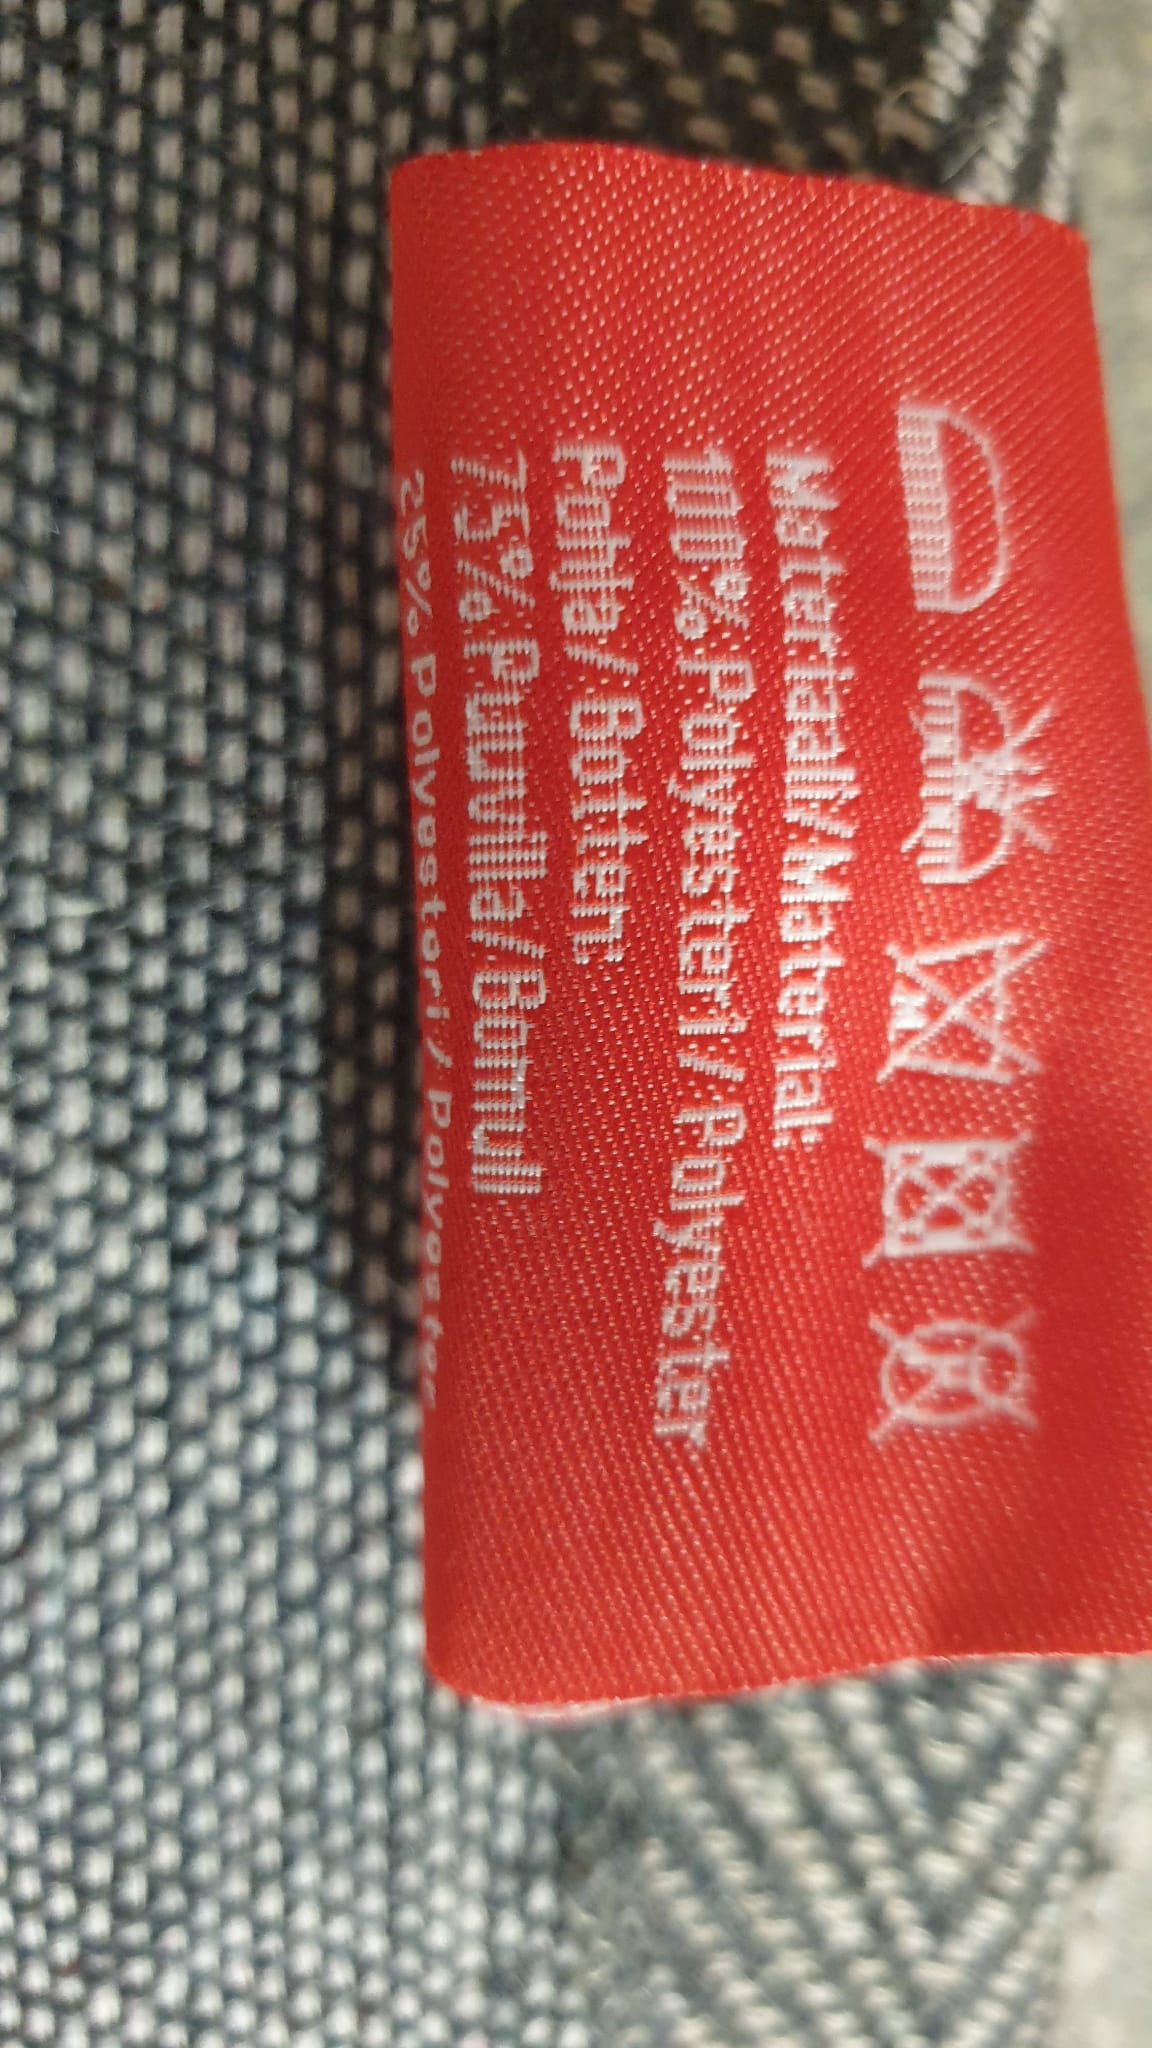 Materiaali/Material:
100% Polyesteri/Polyester
Pohja/Botten:
75% Puuvilla/Bomull
25% Polyesteri/Polyester